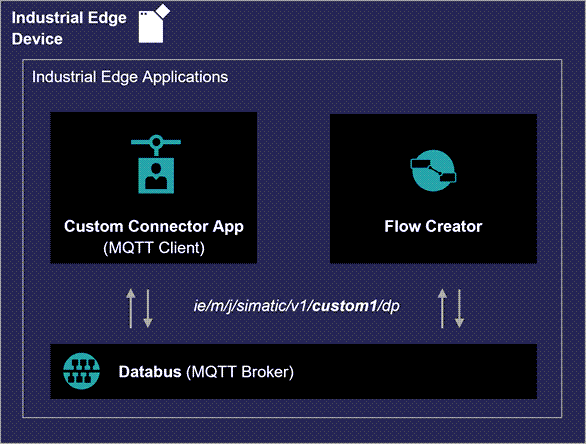 Industrial Edge
Device
Industrial Edge Applications
Custom Connector App
(MQTT Client)
Flow Creator
ie/m/j/simatic/v1/custom1/dp
Databus (MQTT Broker)